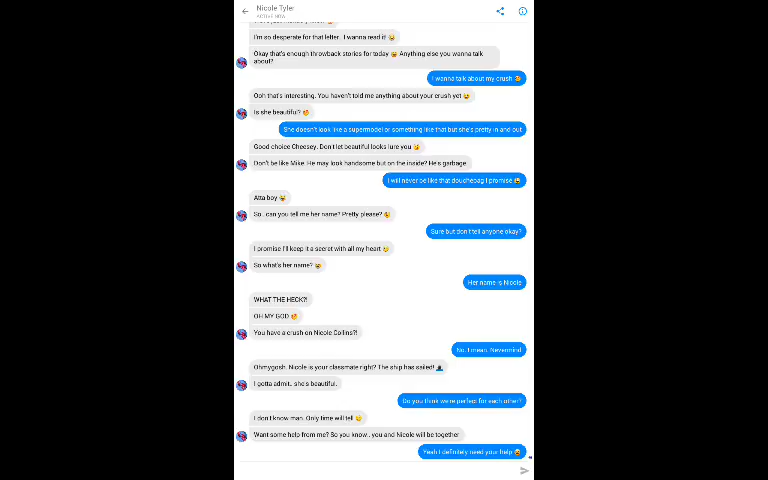 Nicole Tyler
ACTIVE NOW
I'm so desperate for that letter.. I wanna read it
Okay that's enough throwback stories for today 😄 Anything else you wanna talk
about?
I wanna talk about my crush
Ooh that's interesting. You haven't told me anything about your crush yet
Is she beautiful?
She doesn't look like a supermodel or something like that but she's pretty in and out
Good choice Cheesey. Don't let beautiful looks lure you
Don't be like Mike. He may look handsome but on the inside? He's garbage
I will never be like that douchebag I promise
Atta boy
So.. can you tell me her name? Pretty please?
Sure but don't tell anyone okay?
I promise I'll keep it a secret with all my heart
So what's her name?
Her name is Nicole
WHAT THE HECK?!
OH MY GOD
You have a crush on Nicole Collins?!
No. I mean. Nevermind
Ohmygosh. Nicole is your classmate right? The ship has sailed!
I gotta admit.. she's beautiful.
Do you think we're perfect for each other?
I don't know man. Only time will tell
Want some help from me? So you know.. you and Nicole will be together
Yeah I definitely need your help